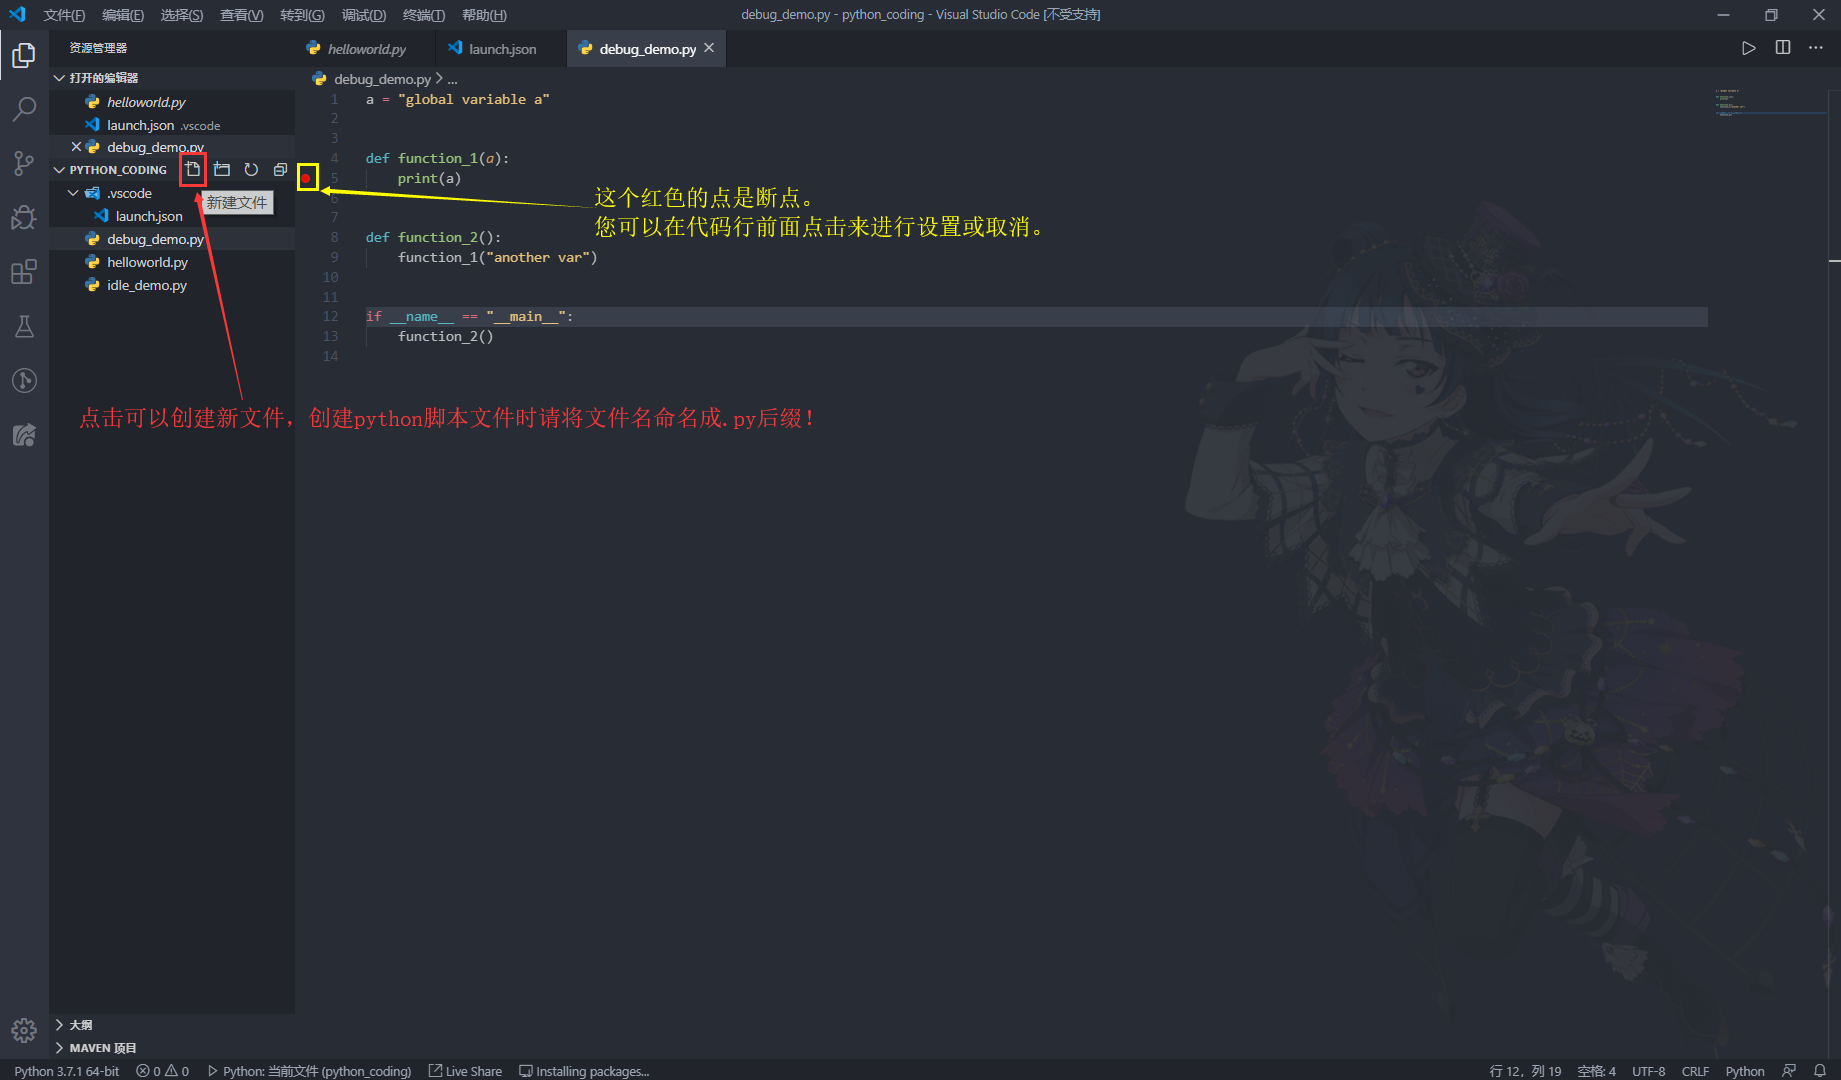 文件(F) 编辑(E) 选择(S) 查看(V) 转到(G) 调试(D) 终端(T) 帮助(H) debug_demo.py - python_coding - Visual Studio Code [不受支持]
资源管理器
helloworld.py launch.json debug_demo.py
打开的编辑器
debug_demo.py > ...
helloworld.py
launch.json .vscode
debug_demo.py
PYTHON_CODING
新建文件
.vscode
launch.json
debug_demo.py
helloworld.py
idle_demo.py
1 a = "global variable a"
2
3
4 def function_1(a):
5 print(a)
6
7
8 def function_2():
9 function_1("another var")
10
11
12 if __name__ == "__main__":
13 function_2()
14
这个红色的点是断点。
您可以在代码行前面点击来进行设置或取消。
点击可以创建新文件，创建python脚本文件时请将文件名命名成.py后缀！
大纲
MAVEN 项目
Python 3.7.1 64-bit 0 0 Python: 当前文件 (python_coding) Live Share Installing packages... 行 12，列 19 空格: 4 UTF-8 CRLF Python